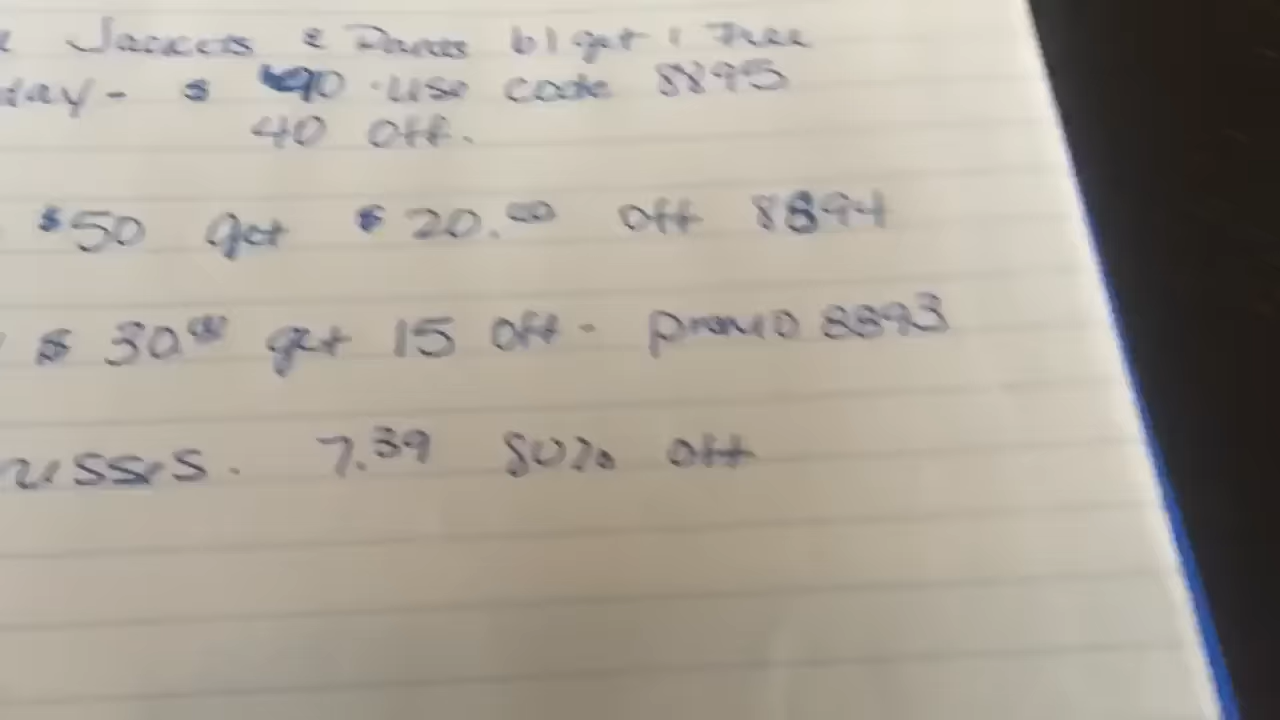 Jackets & Pants b1 get 1 Free
day - $ 90 · use code 8895
40 Off.
$50 get $20.00 Off 8894
$30.00 get 15 Off - promo 8893
7.39 80% Off